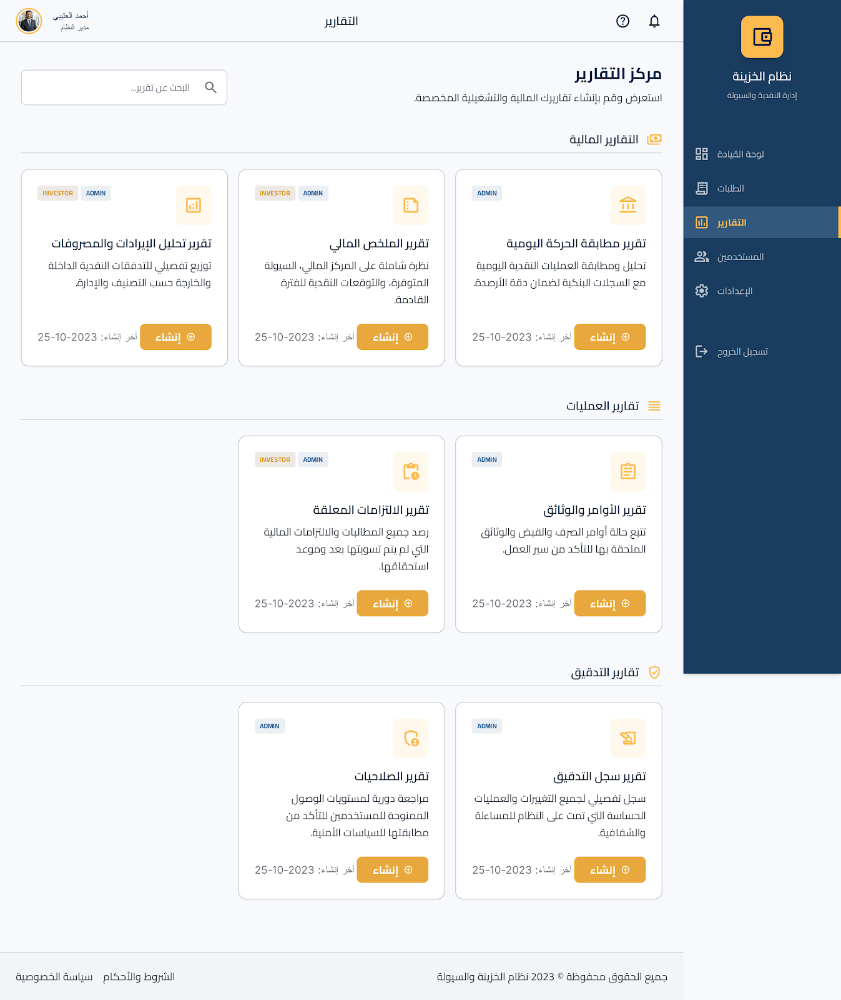 نظام الخزينة
إدارة النقدية والسيولة
لوحة القيادة
الطلبات
التقارير
المستخدمين
الإعدادات
تسجيل الخروج
التقارير
أحمد العتيبي
مدير النظام
مركز التقارير
استعرض وقم بإنشاء تقاريرك المالية والتشغيلية المخصصة.
البحث عن تقرير...
التقارير المالية
ADMIN
تقرير مطابقة الحركة اليومية
تحليل ومطابقة العمليات النقدية اليومية
مع السجلات البنكية لضمان دقة الأرصدة.
إنشاء
آخر إنشاء: 2023-10-25
ADMIN INVESTOR
تقرير الملخص المالي
نظرة شاملة على المركز المالي، السيولة
المتوفرة، والتوقعات النقدية للفترة
القادمة.
إنشاء
آخر إنشاء: 2023-10-25
ADMIN INVESTOR
تقرير تحليل الإيرادات والمصروفات
توزيع تفصيلي للتدفقات النقدية الداخلة
والخارجة حسب التصنيف والإدارة.
إنشاء
آخر إنشاء: 2023-10-25
تقارير العمليات
ADMIN
تقرير الأوامر والوثائق
تتبع حالة أوامر الصرف والقبض والوثائق
الملحقة بها للتأكد من سير العمل.
إنشاء
آخر إنشاء: 2023-10-25
ADMIN INVESTOR
تقرير الالتزامات المعلقة
رصد جميع المطالبات والالتزامات المالية
التي لم يتم تسويتها بعد وموعد
استحقاقها.
إنشاء
آخر إنشاء: 2023-10-25
تقارير التدقيق
ADMIN
تقرير سجل التدقيق
سجل تفصيلي لجميع التغييرات والعمليات
الحساسة التي تمت على النظام للمساءلة
والشفافية.
إنشاء
آخر إنشاء: 2023-10-25
ADMIN
تقرير الصلاحيات
مراجعة دورية لمستويات الوصول
الممنوحة للمستخدمين للتأكد من
مطابقتها للسياسات الأمنية.
إنشاء
آخر إنشاء: 2023-10-25
جميع الحقوق محفوظة © 2023 نظام الخزينة والسيولة
الشروط والأحكام
سياسة الخصوصية